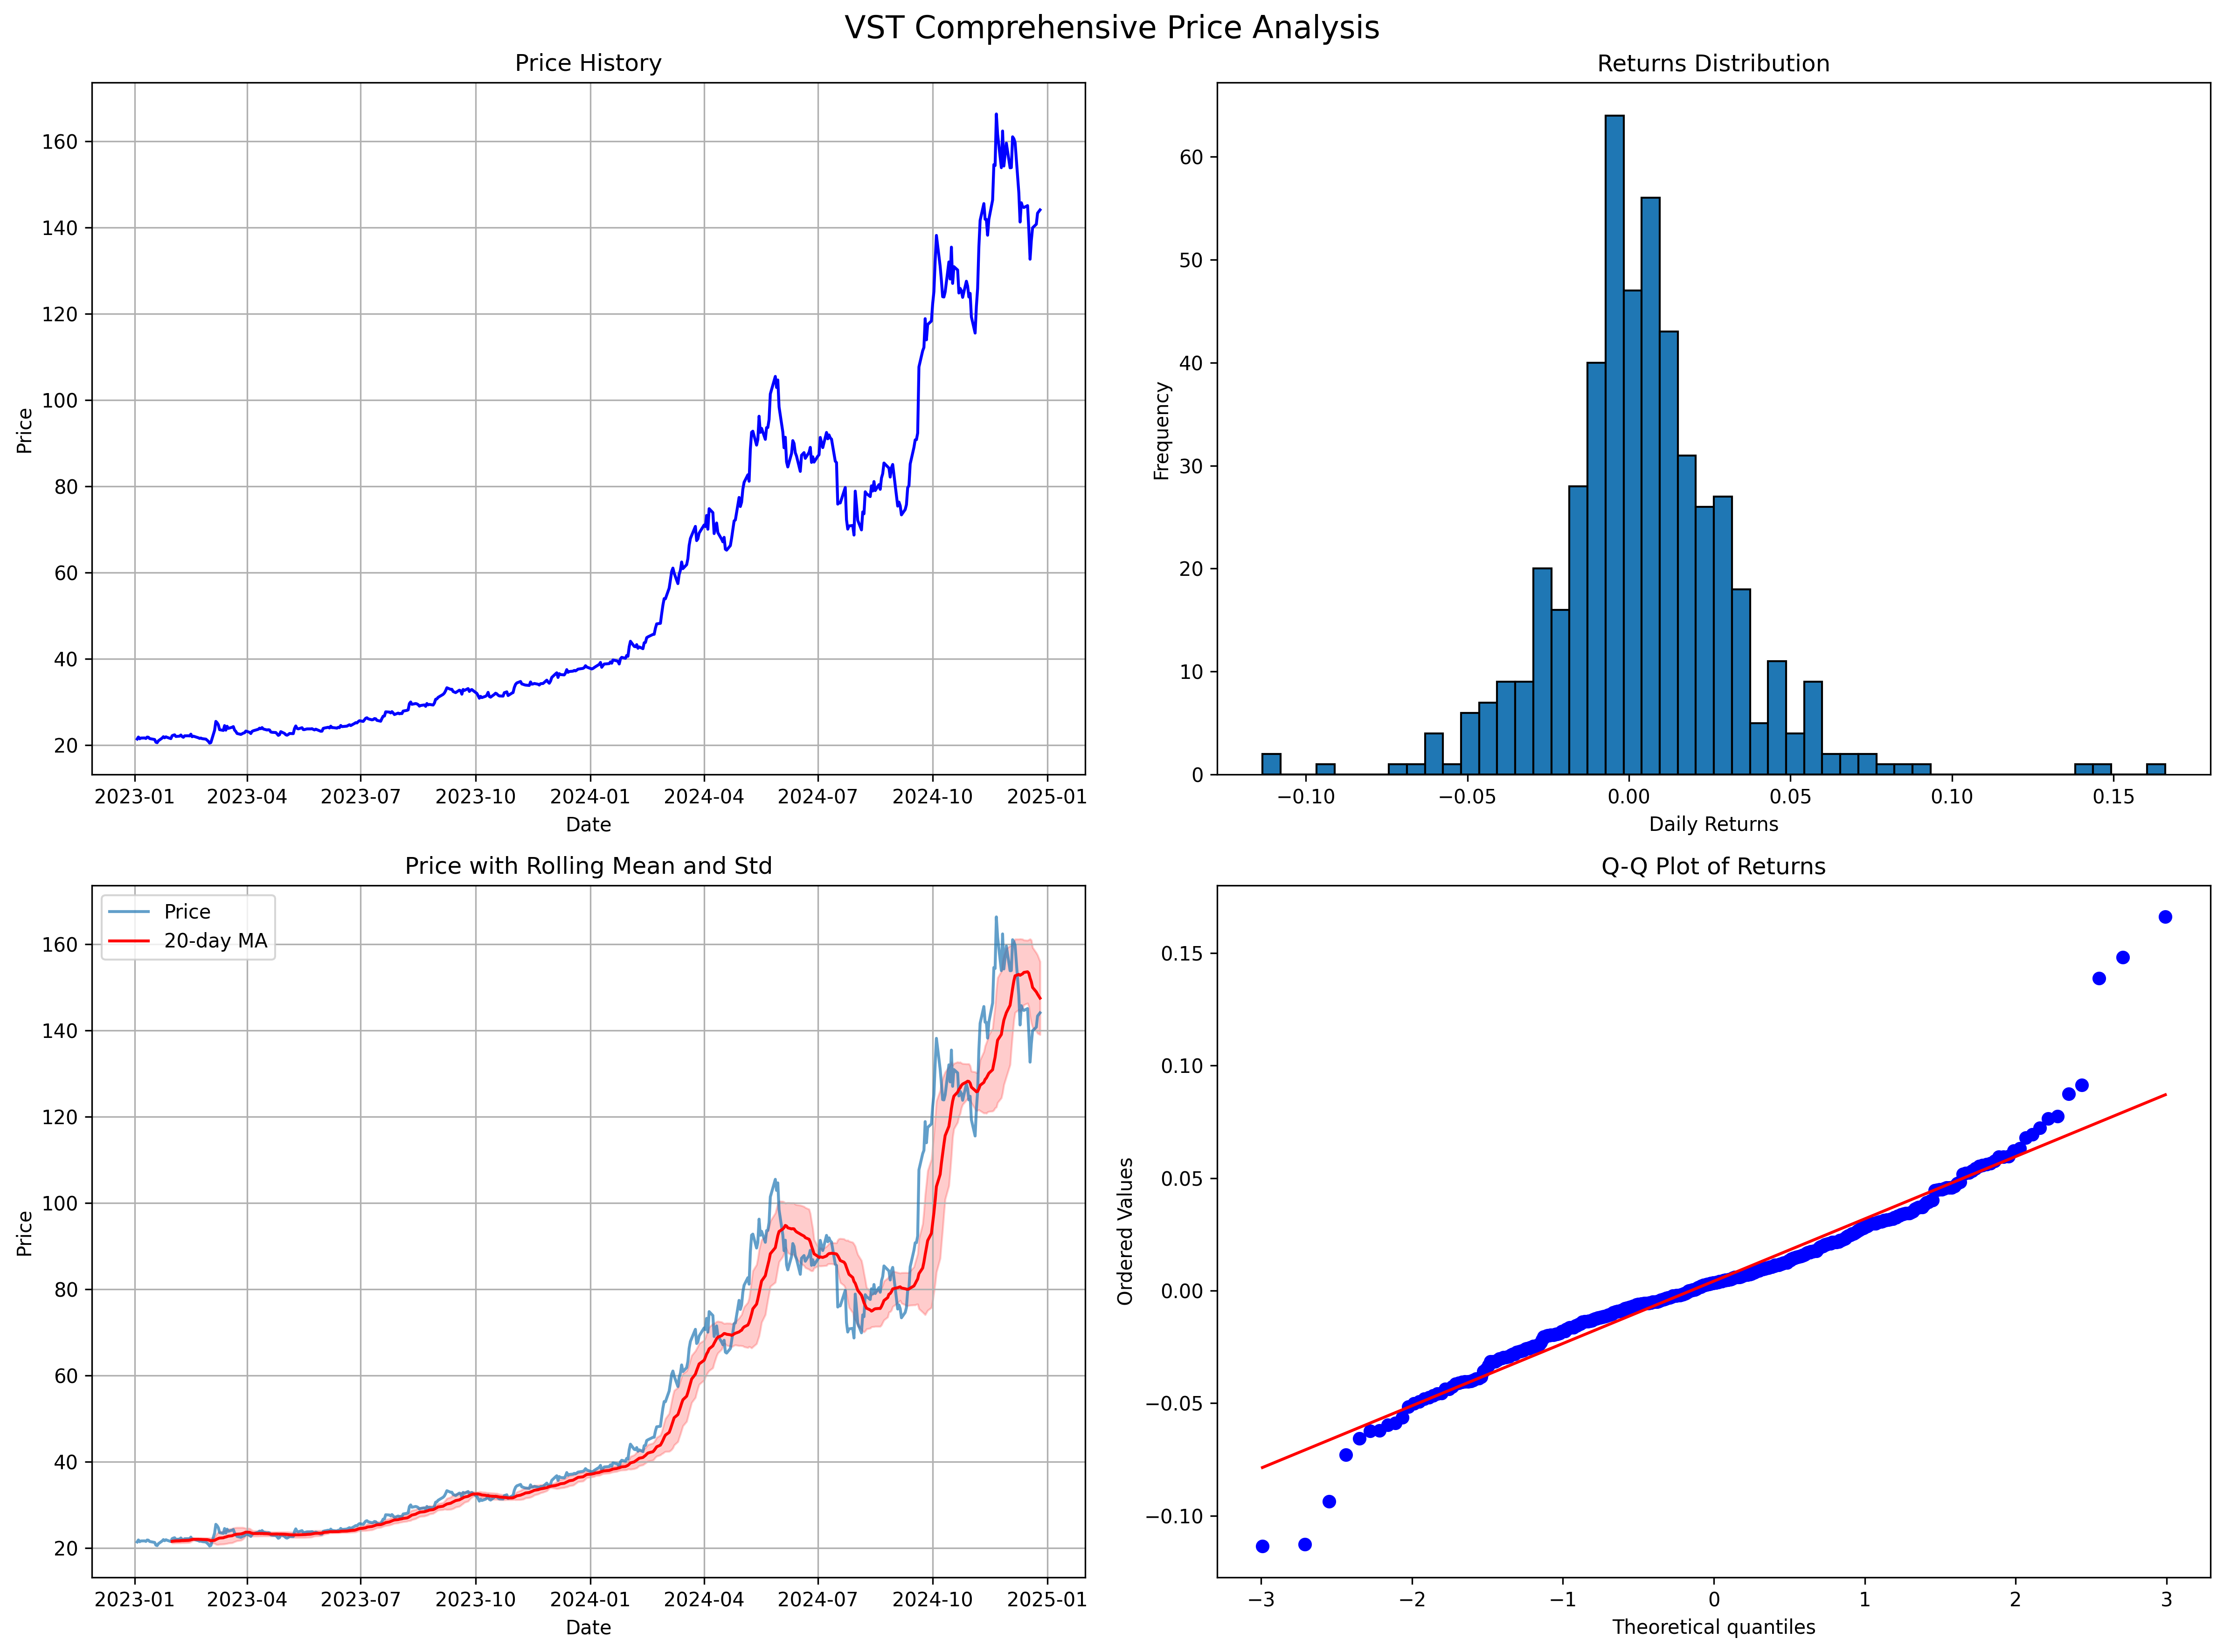 VST Comprehensive Price Analysis
Price History
160
140
120
100
80
60
40
20
Price
2023-01 2023-04 2023-07 2023-10 2024-01 2024-04 2024-07 2024-10 2025-01
Date
Returns Distribution
60
50
40
30
20
10
0
Frequency
−0.10 −0.05 0.00 0.05 0.10 0.15
Daily Returns
Price with Rolling Mean and Std
Price
20-day MA
160
140
120
100
80
60
40
20
Price
2023-01 2023-04 2023-07 2023-10 2024-01 2024-04 2024-07 2024-10 2025-01
Date
Q-Q Plot of Returns
0.15
0.10
0.05
0.00
−0.05
−0.10
Ordered Values
−3 −2 −1 0 1 2 3
Theoretical quantiles